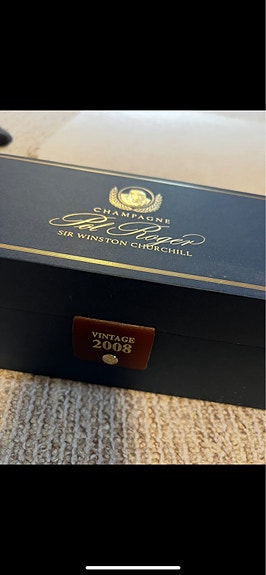 CHAMPAGNE
Pol Roger
SIR WINSTON CHURCHILL
VINTAGE
2008